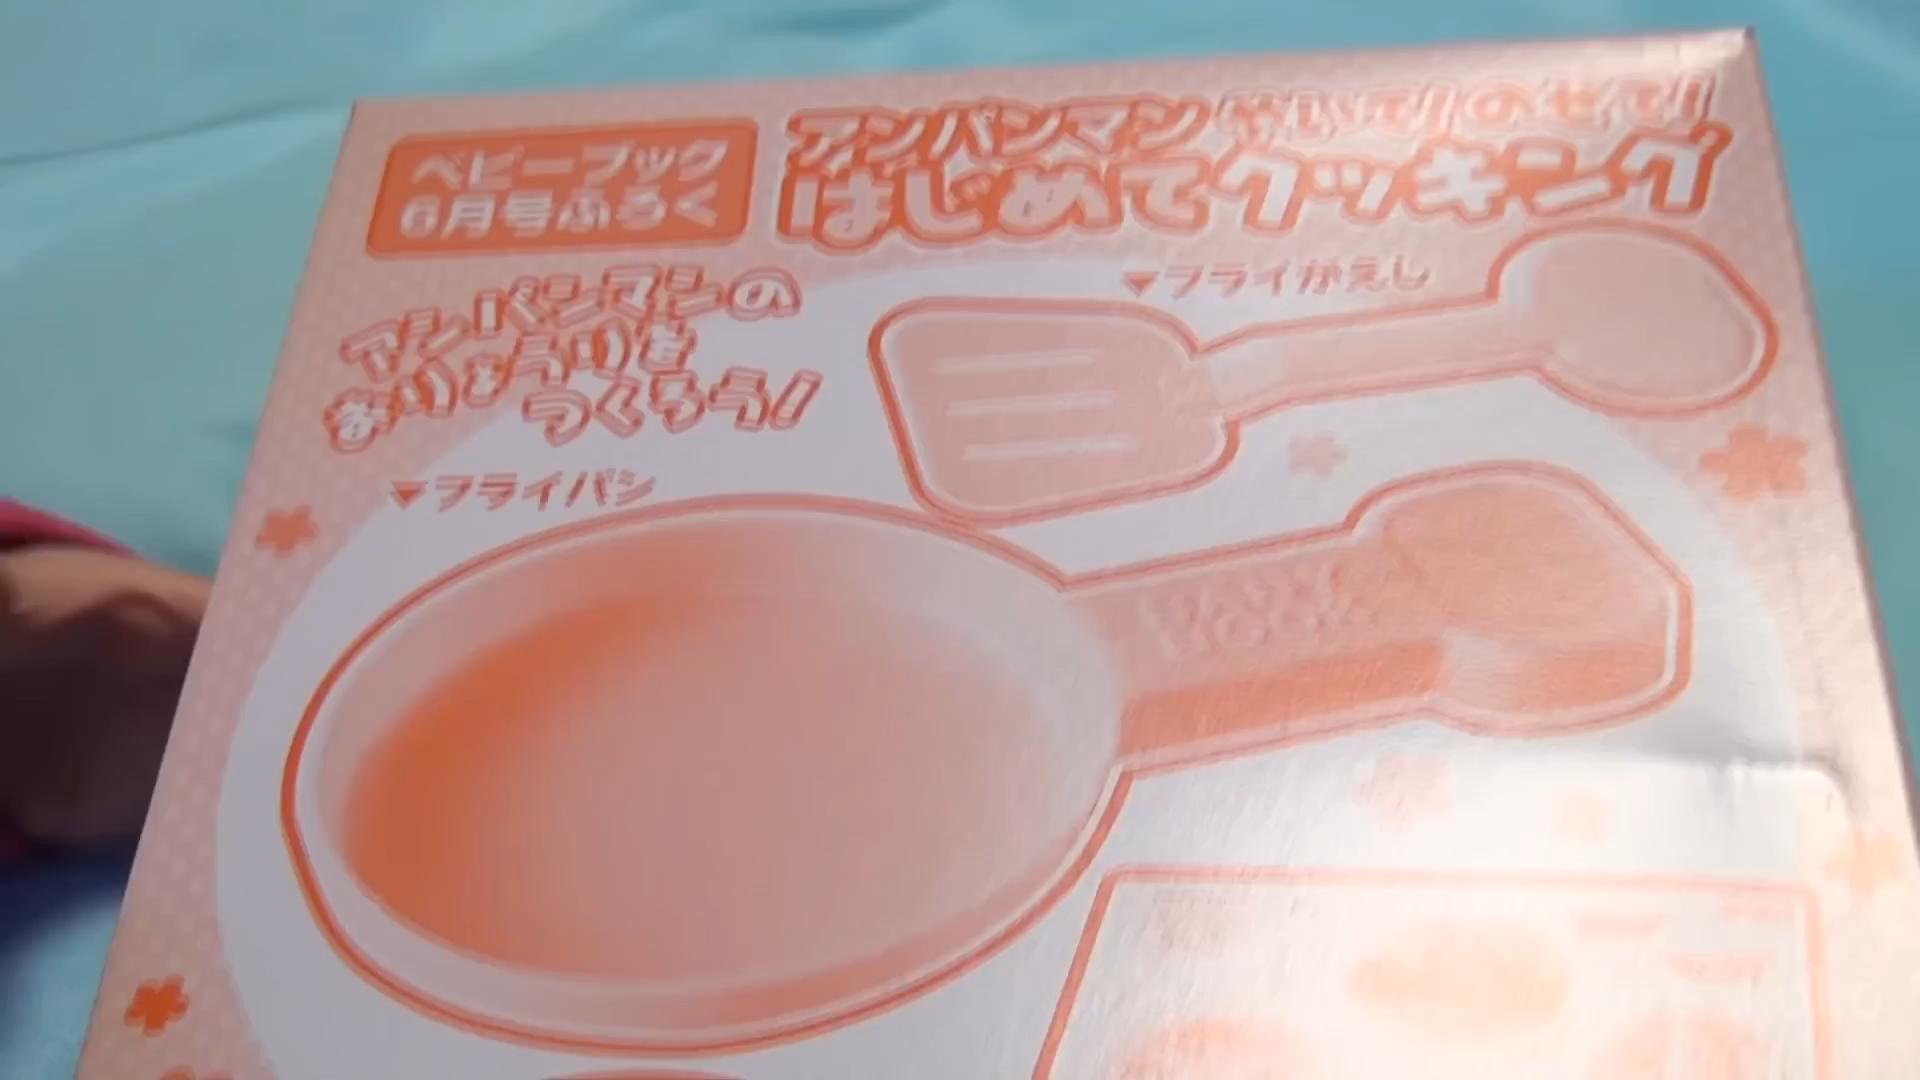 ベビーブック
6月号ふろく
アンパンマン やいて!のせて!
はじめてクッキング
アンパンマンの
おりょうりを
つくろう!
▼フライがえし
▼フライパン
BABY
BOOK